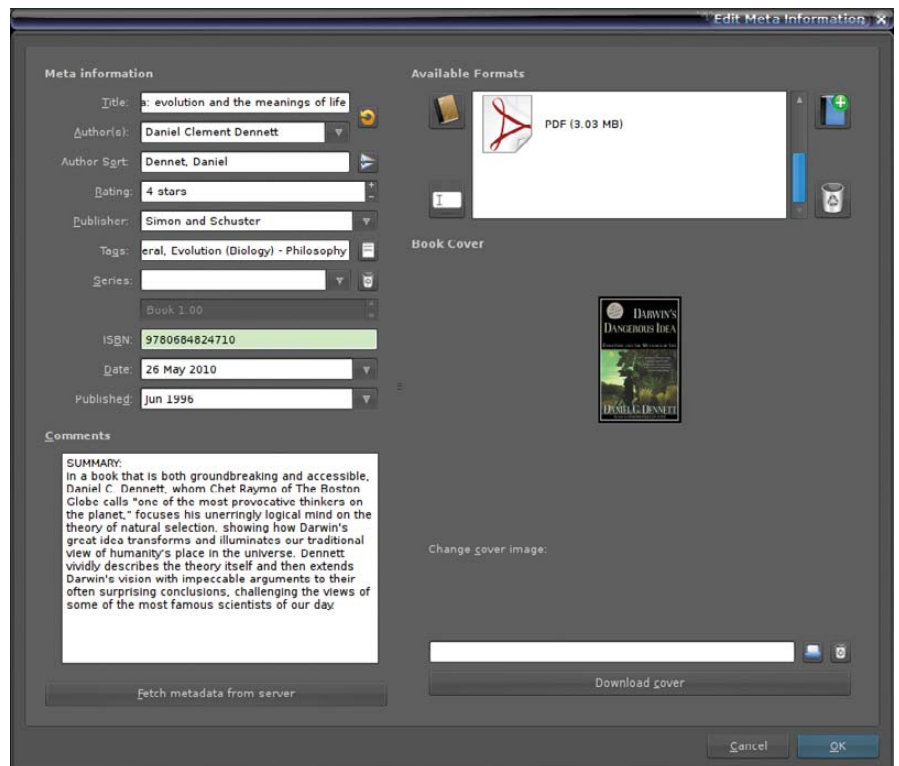 Edit Meta Information
Meta information
Title: a: evolution and the meanings of life
Author(s): Daniel Clement Dennett
Author Sort: Dennet, Daniel
Rating: 4 stars
Publisher: Simon and Schuster
Tags: eral, Evolution (Biology) - Philosophy
Series:
Book 1.00
ISBN: 9780684824710
Date: 26 May 2010
Published: Jun 1996
Comments
SUMMARY:
In a book that is both groundbreaking and accessible,
Daniel C. Dennett, whom Chet Raymo of The Boston
Globe calls "one of the most provocative thinkers on
the planet," focuses his unerringly logical mind on the
theory of natural selection, showing how Darwin's
great idea transforms and illuminates our traditional
view of humanity's place in the universe. Dennett
vividly describes the theory itself and then extends
Darwin's vision with impeccable arguments to their
often surprising conclusions, challenging the views of
some of the most famous scientists of our day.
Fetch metadata from server
Available Formats
PDF (3.03 MB)
Book Cover
DARWIN'S
DANGEROUS IDEA
DANIEL C. DENNETT
Change cover image:
Download cover
Cancel
OK